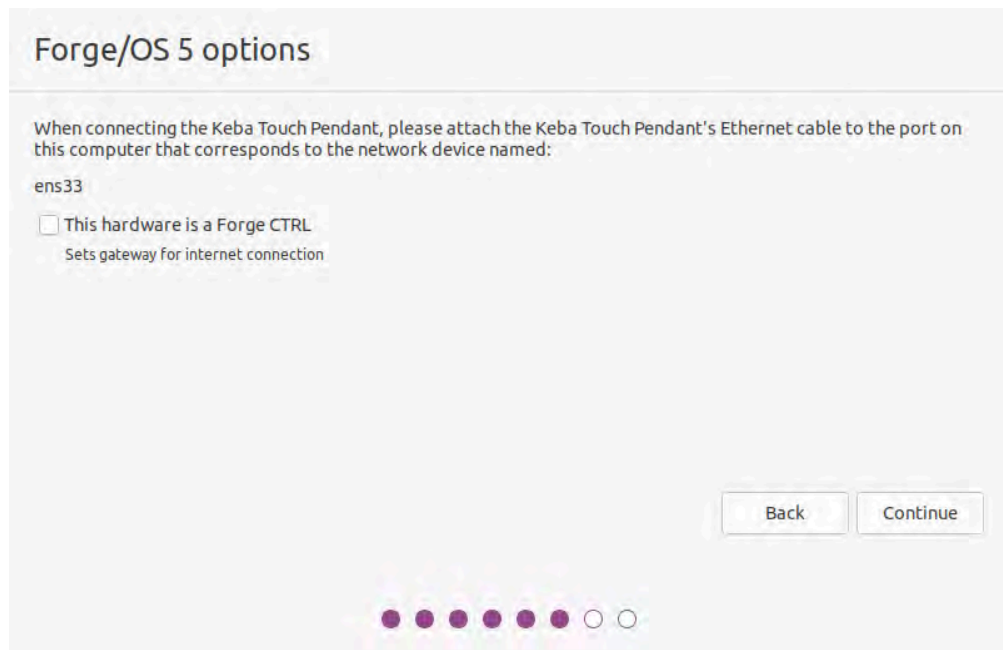 Forge/OS 5 options
When connecting the Keba Touch Pendant, please attach the Keba Touch Pendant's Ethernet cable to the port on
this computer that corresponds to the network device named:
ens33
This hardware is a Forge CTRL
Sets gateway for internet connection
Back
Continue